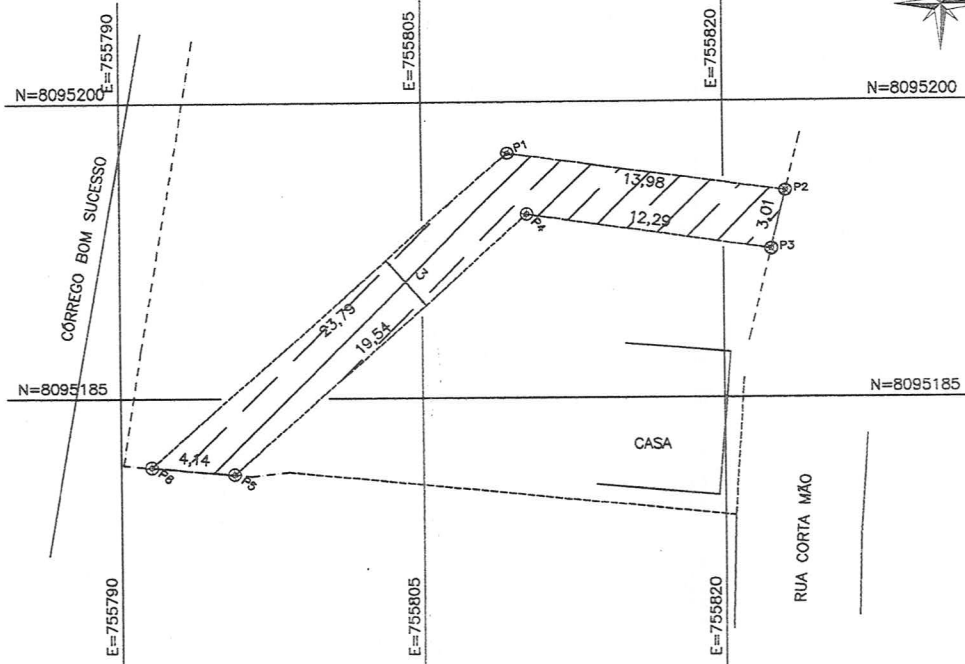 E=755790
E=755805
E=755820
N=8095200
N=8095200
CÓRREGO BOM SUCESSO
P1
13,98
P2
3,01
P4
12,29
P3
3
23,79
19,54
N=8095185
N=8095185
CASA
4,14
P6
P5
RUA CORTA MÃO
E=755790
E=755805
E=755820